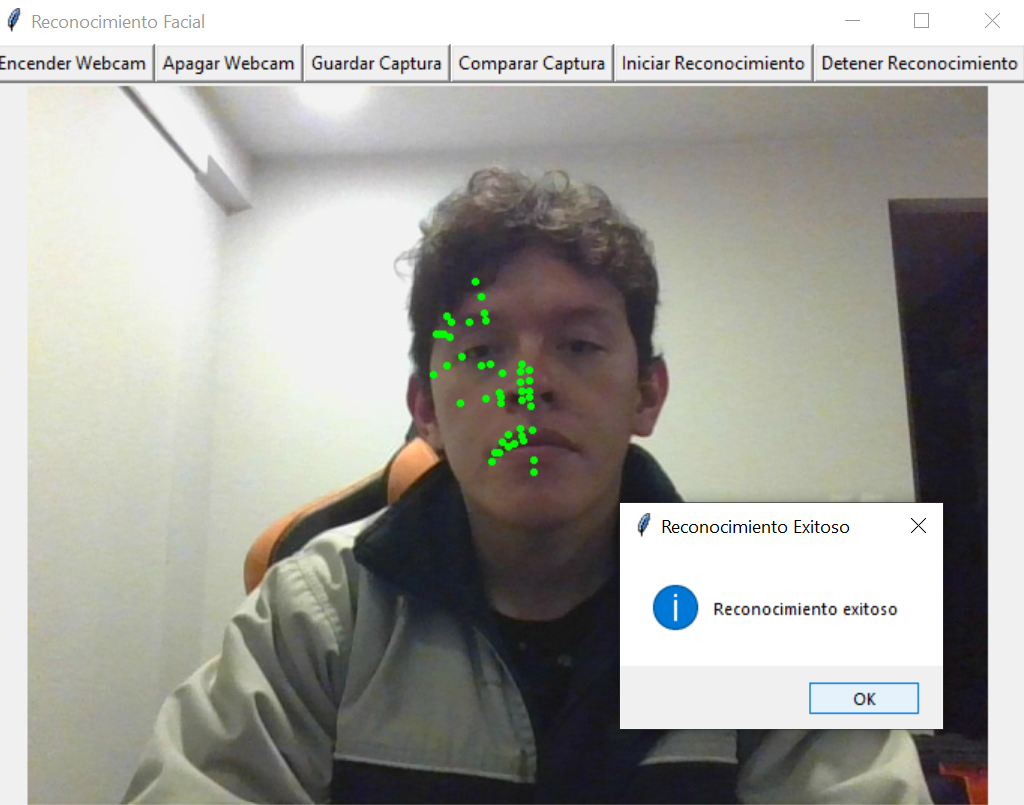 Reconocimiento Facial
Encender Webcam Apagar Webcam Guardar Captura Comparar Captura Iniciar Reconocimiento Detener Reconocimiento
Reconocimiento Exitoso
Reconocimiento exitoso
OK